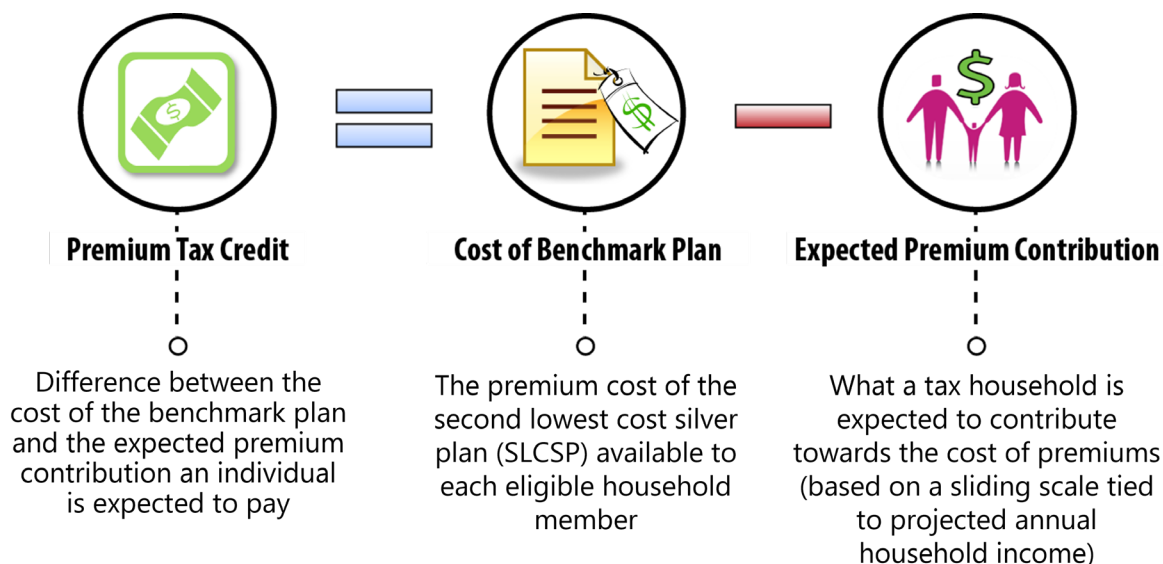 Premium Tax Credit
Difference between the
cost of the benchmark plan
and the expected premium
contribution an individual
is expected to pay
Cost of Benchmark Plan
The premium cost of the
second lowest cost silver
plan (SLCSP) available to
each eligible household
member
Expected Premium Contribution
What a tax household is
expected to contribute
towards the cost of premiums
(based on a sliding scale tied
to projected annual
household income)